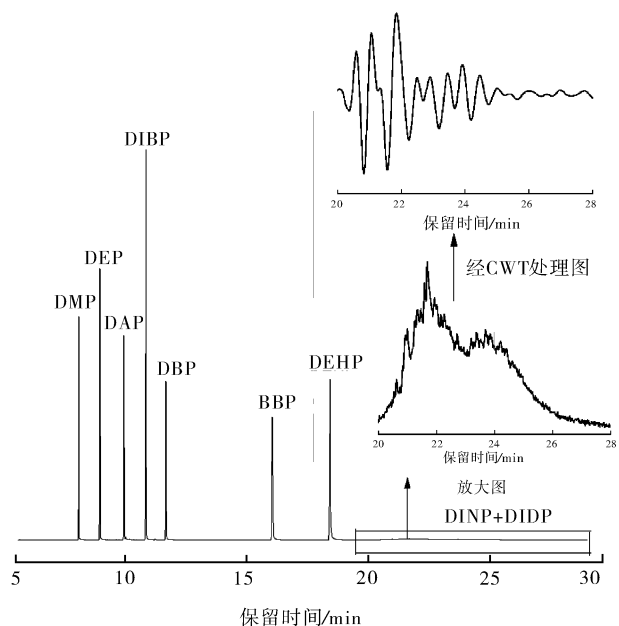 20 22 24 26 28
保留时间/min
经CWT处理图
DIBP
DEP
DMP
DAP
DBP
BBP
DEHP
20 22 24 26 28
保留时间/min
放大图
DINP+DIDP
5 10 15 20 25 30
保留时间/min